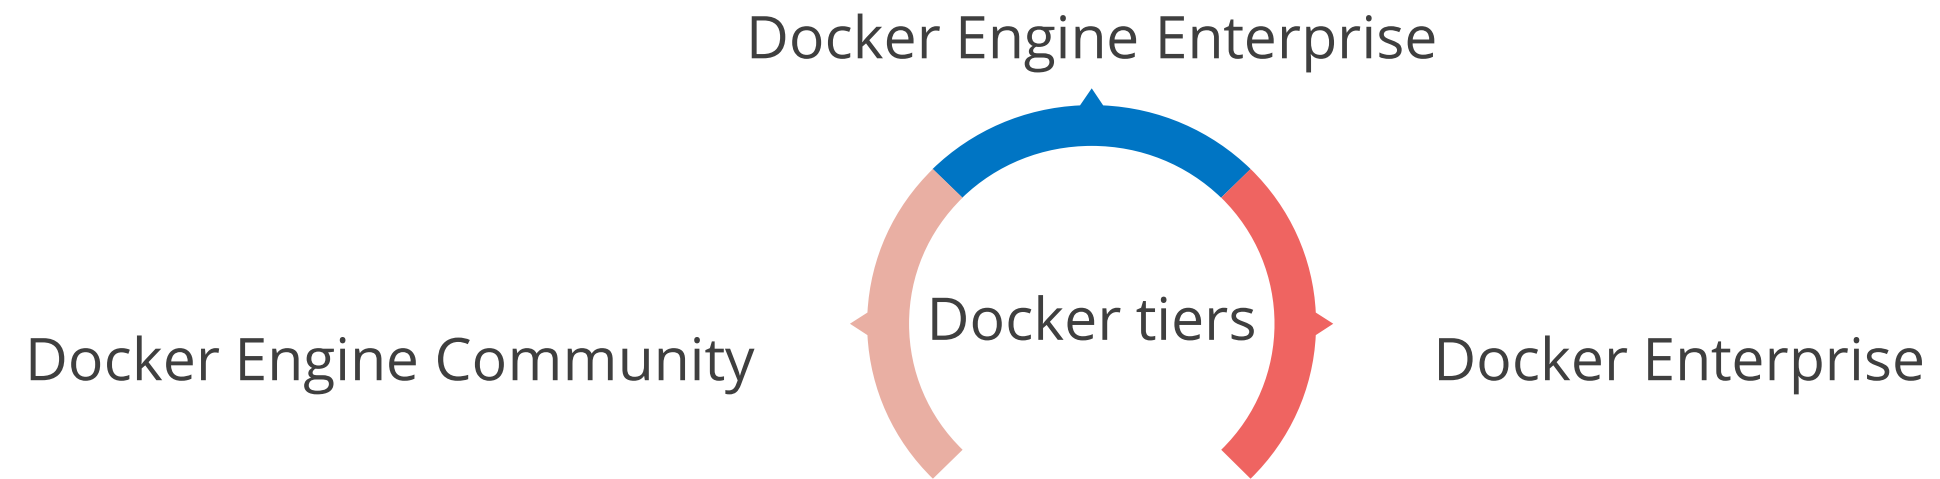 Docker Engine Enterprise
Docker tiers
Docker Engine Community
Docker Enterprise